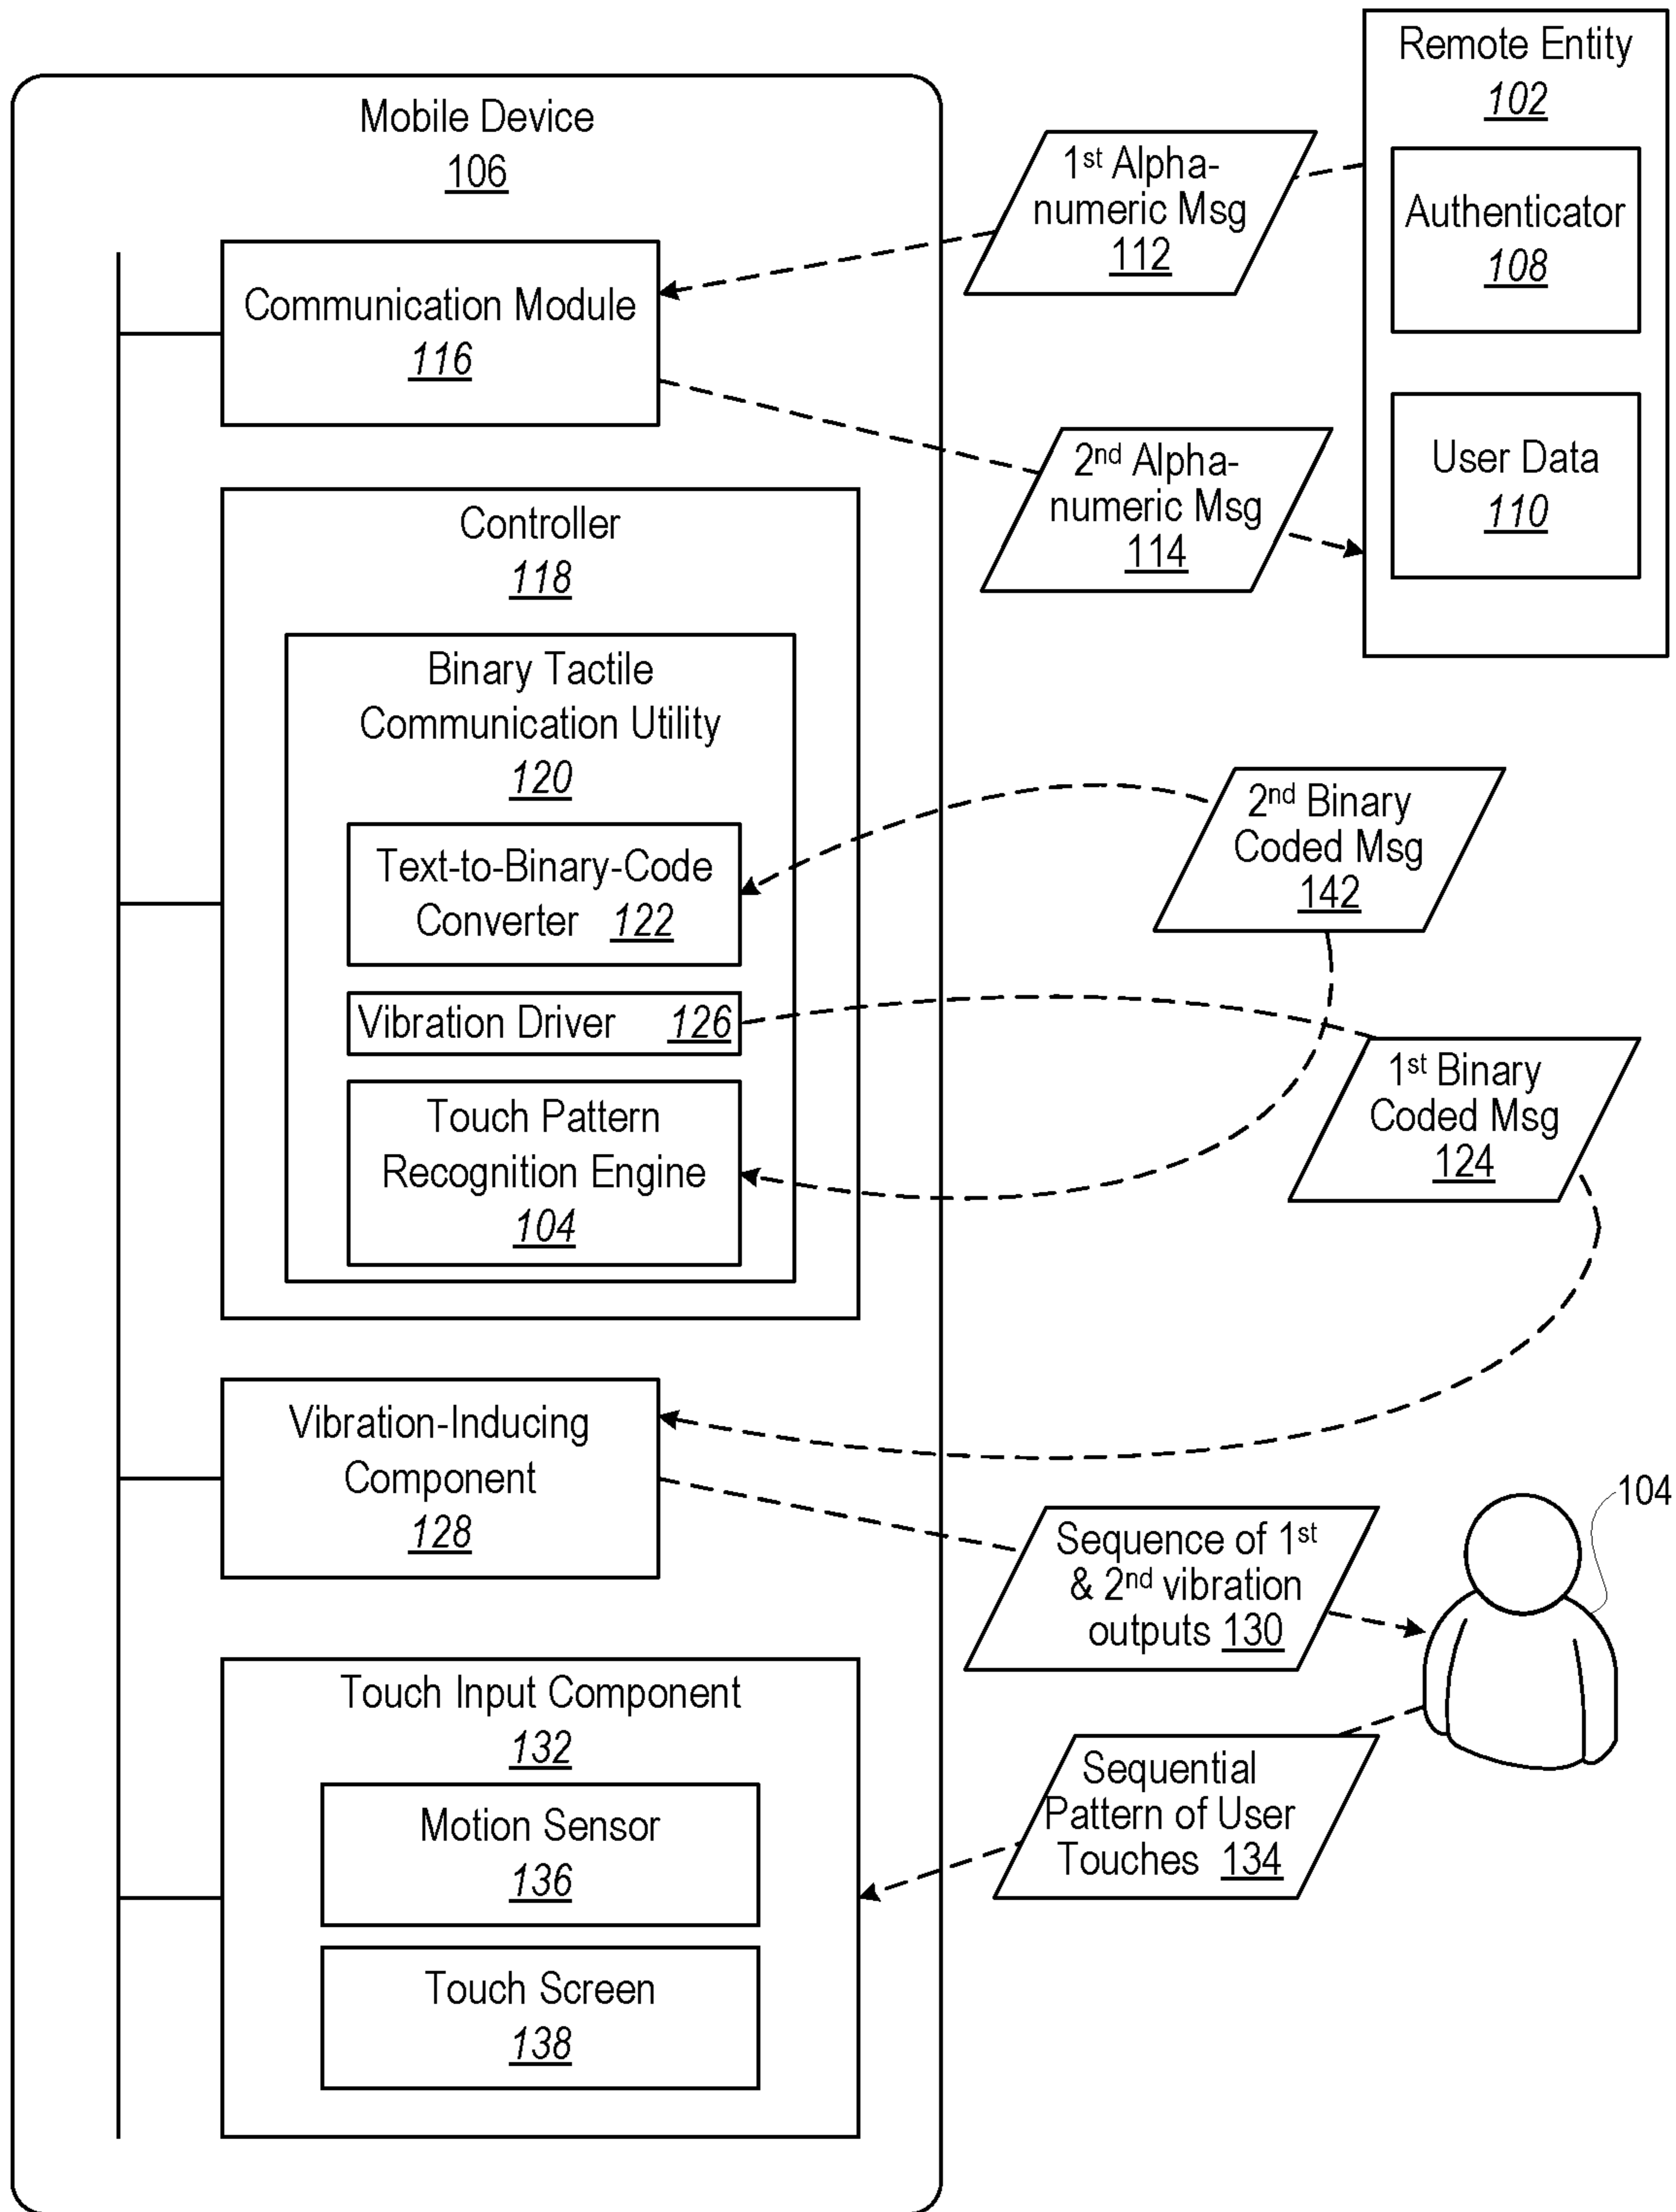 Remote Entity
102
Authenticator
108
User Data
110
Mobile Device
106
1st Alpha-
numeric Msg
112
Communication Module
116
2nd Alpha-
numeric Msg
114
Controller
118
Binary Tactile
Communication Utility
120
Text-to-Binary-Code
Converter 122
2nd Binary
Coded Msg
142
Vibration Driver 126
1st Binary
Coded Msg
124
Touch Pattern
Recognition Engine
104
Vibration-Inducing
Component
128
Sequence of 1st
& 2nd vibration
outputs 130
104
Touch Input Component
132
Motion Sensor
136
Touch Screen
138
Sequential
Pattern of User
Touches 134